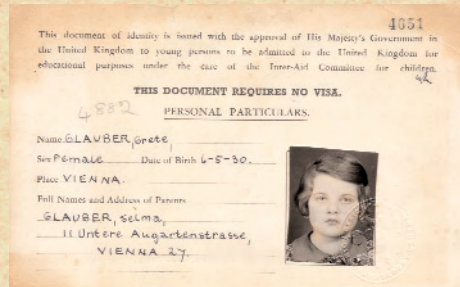 4651
This document of identity is issued with the approval of His Majesty's Government in
the United Kingdom to young persons to be admitted to the United Kingdom for
educational purposes under the care of the Inter-Aid Committee for children.
THIS DOCUMENT REQUIRES NO VISA.
4882
PERSONAL PARTICULARS.
Name GLAUBER, Grete,
Sex Female Date of Birth 6-5-30.
Place VIENNA.
Full Names and Address of Parents
GLAUBER, Selma,
11 Untere Augartenstrasse,
VIENNA 27.